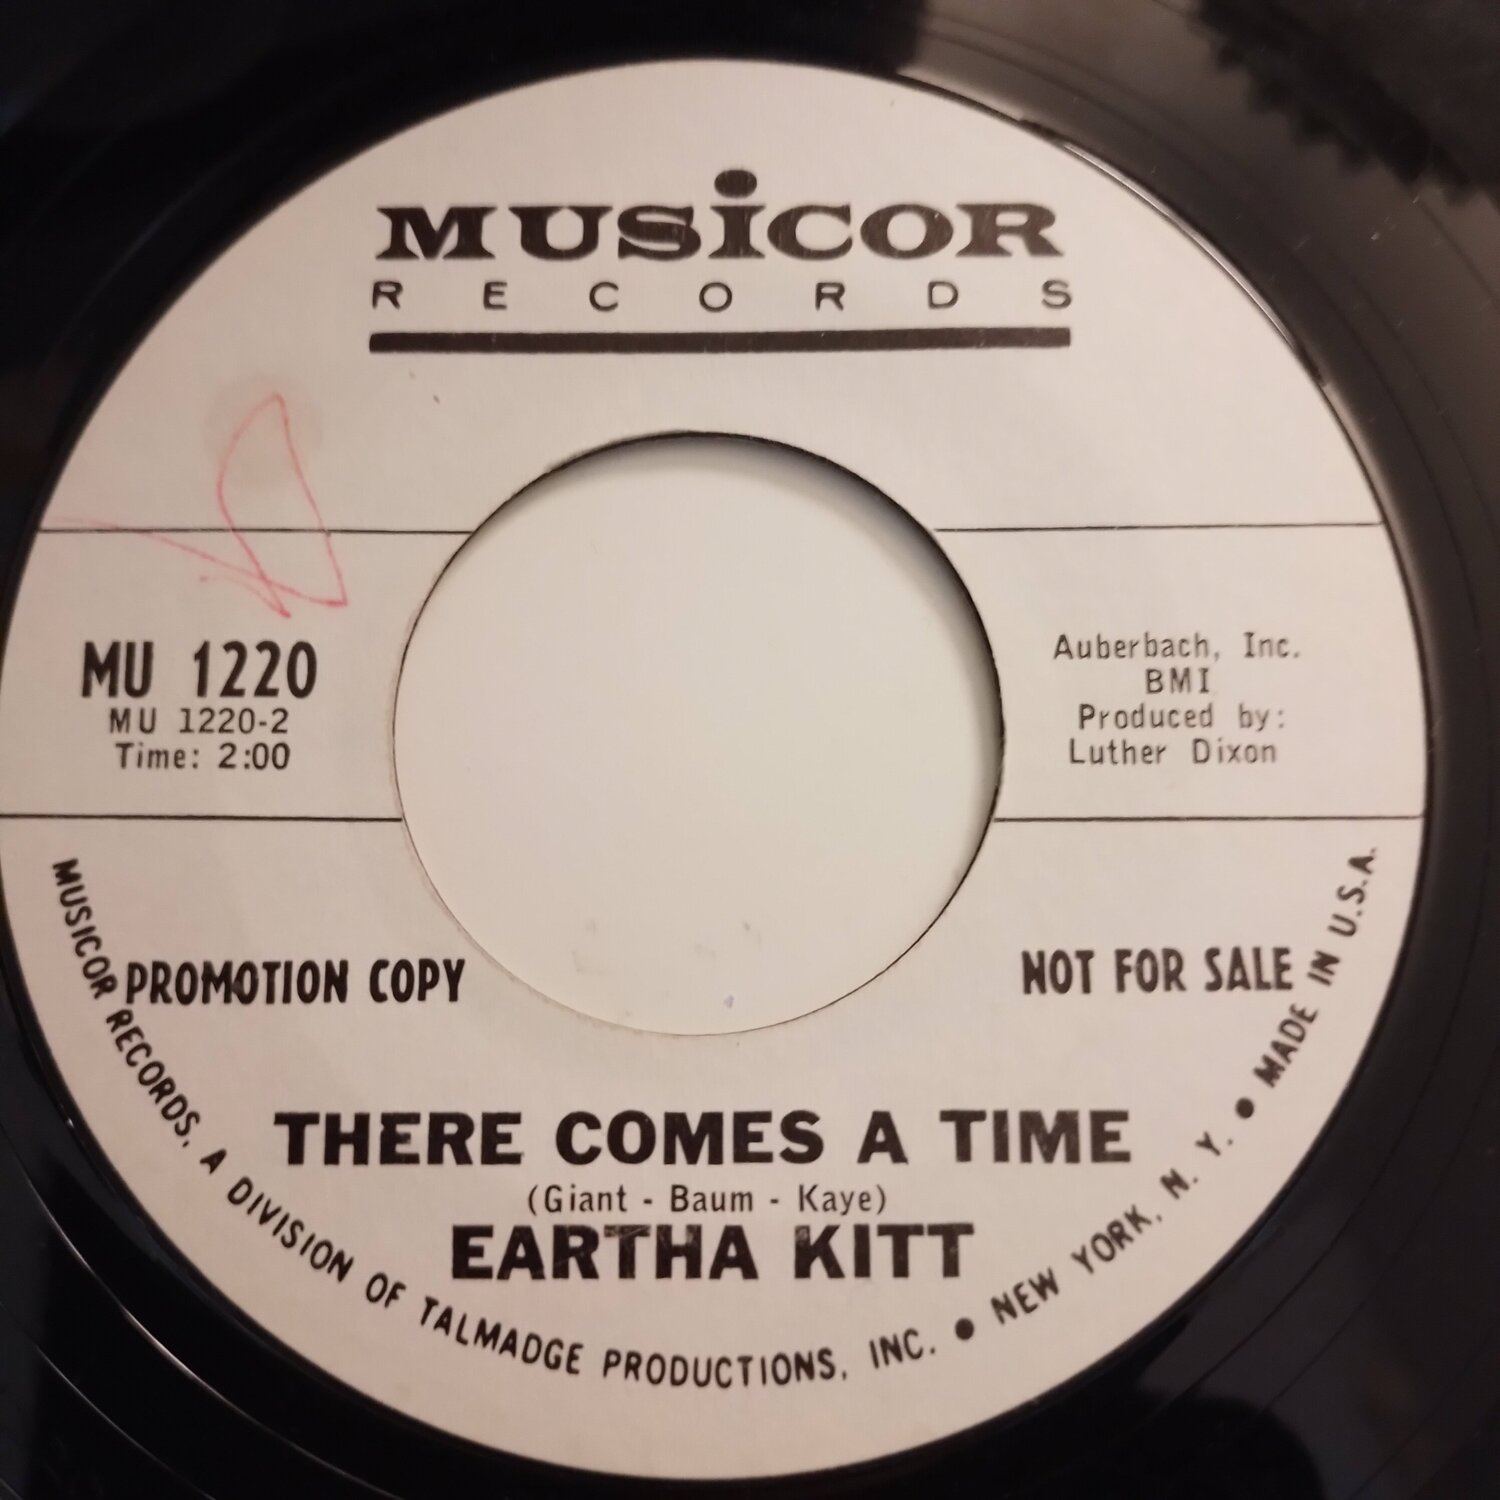 MUSiCOR
RECORDS
MU 1220
MU 1220-2
Time: 2:00
Auberbach, Inc.
BMI
Produced by:
Luther Dixon
PROMOTION COPY
NOT FOR SALE
THERE COMES A TIME
(Giant - Baum - Kaye)
EARTHA KITT
MUSICOR RECORDS, A DIVISION OF TALMADGE PRODUCTIONS, INC. • NEW YORK, N. Y. • MADE IN U.S.A.